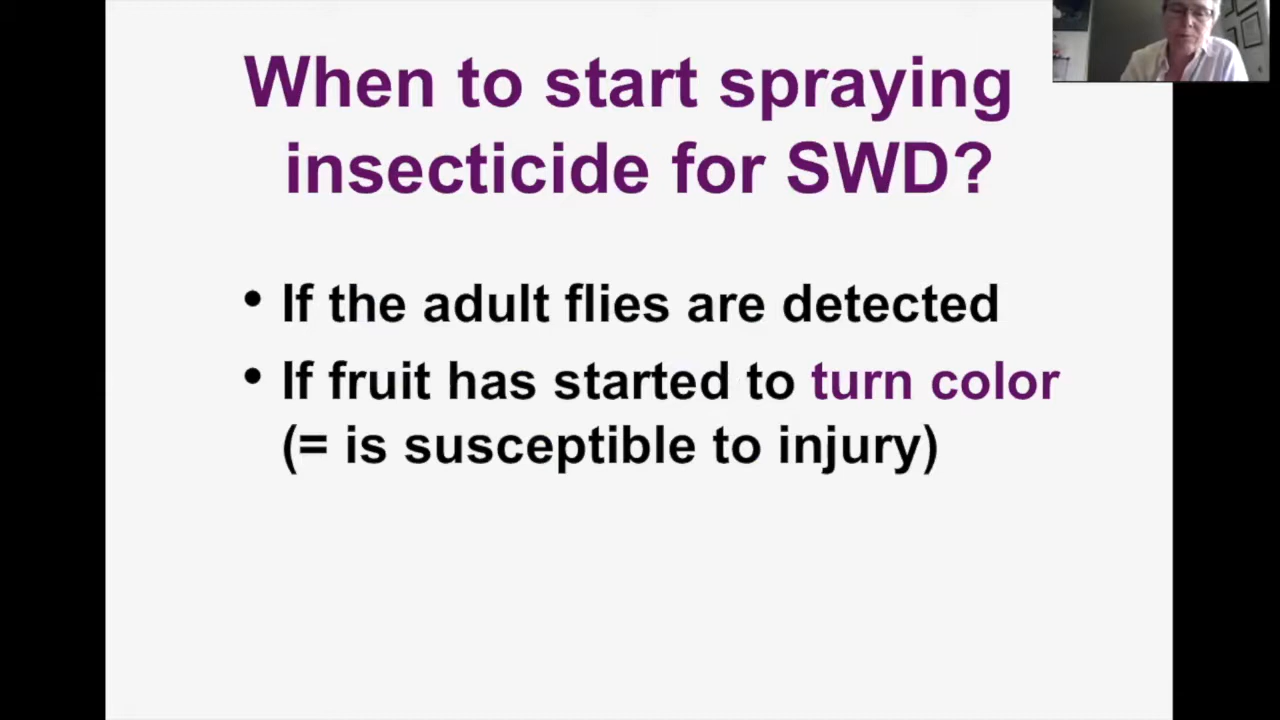 When to start spraying
insecticide for SWD?
• If the adult flies are detected
• If fruit has started to turn color
(= is susceptible to injury)